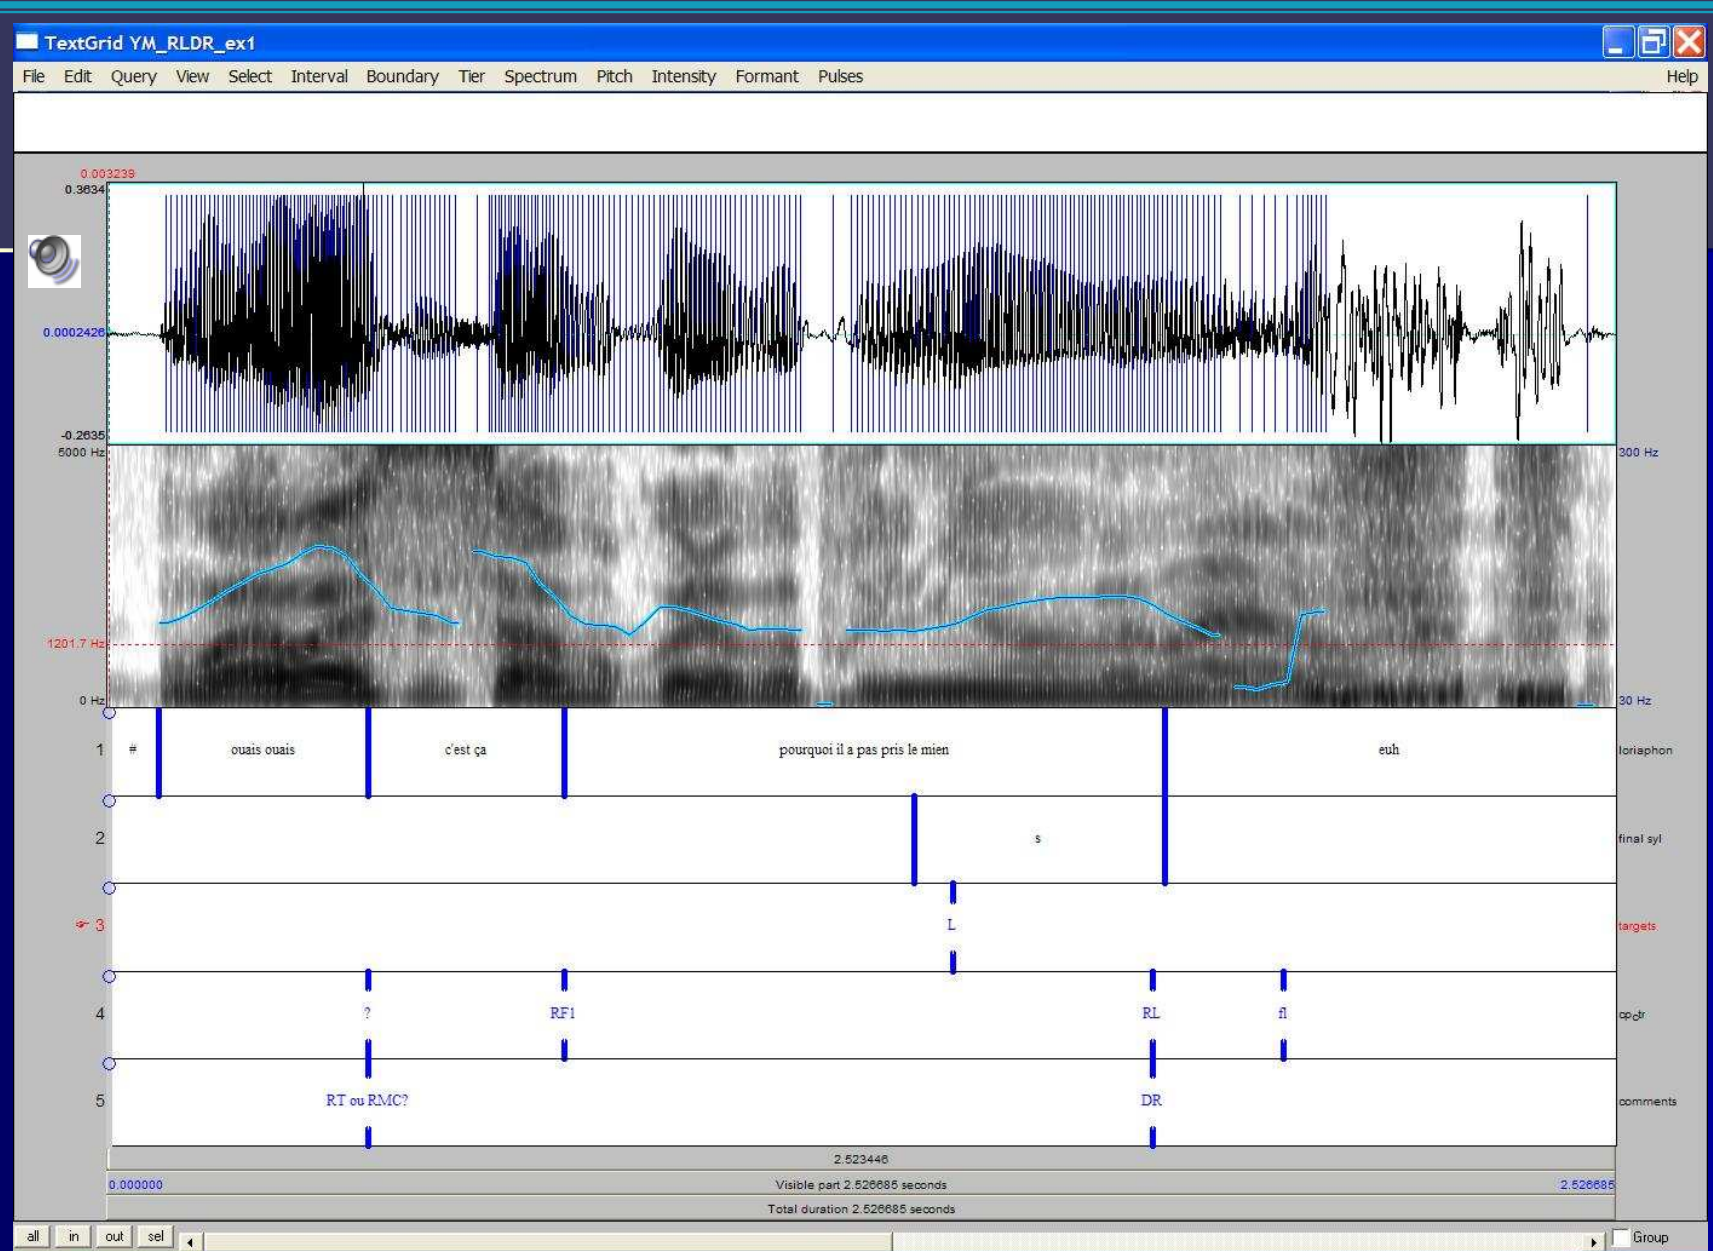 TextGrid YM_RLDR_ex1
File Edit Query View Select Interval Boundary Tier Spectrum Pitch Intensity Formant Pulses Help
0.003239
0.3634
0.0002426
-0.2635
5000 Hz 300 Hz
1201.7 Hz
0 Hz 30 Hz
1 # ouais ouais c'est ça pourquoi il a pas pris le mien euh loriaphon
2 s final syl
3 L targets
4 ? RF1 RL fl
5 RT ou RMC? DR comments
2.523446
0.000000 Visible part 2.526685 seconds 2.526685
Total duration 2.526685 seconds
all in out sel Group